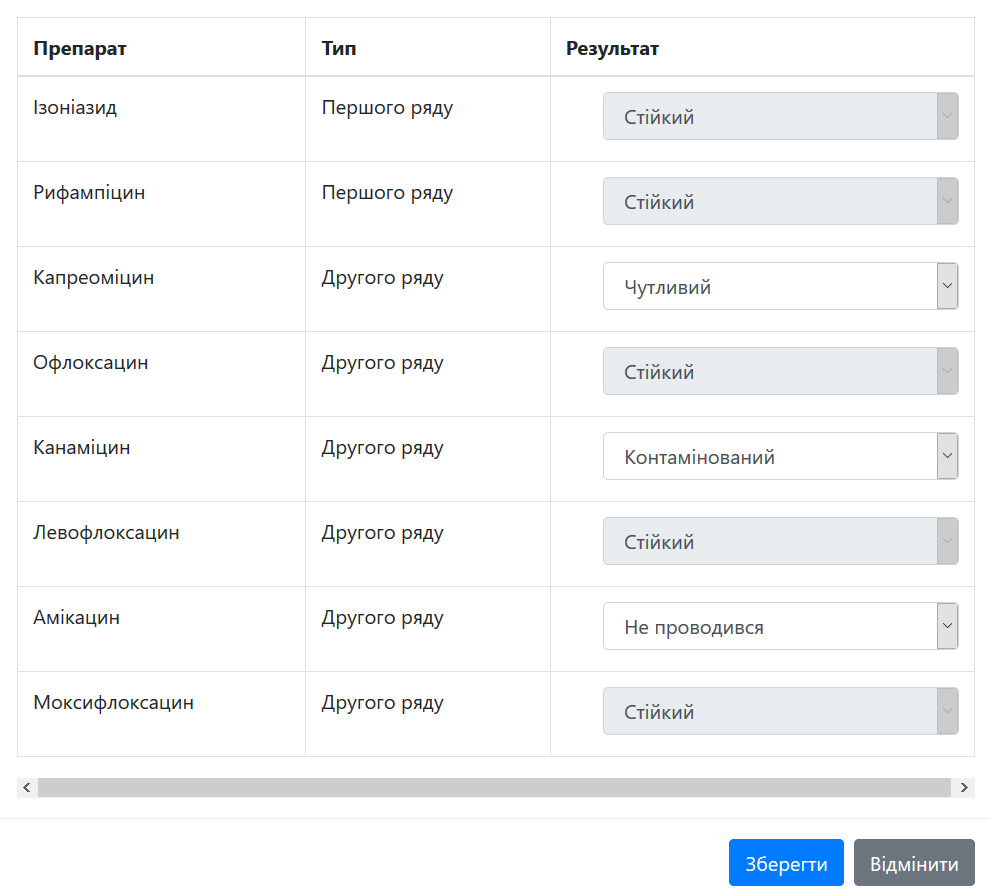 Препарат Тип Результат
Ізоніазид Першого ряду Стійкий
Рифампіцин Першого ряду Стійкий
Капреоміцин Другого ряду Чутливий
Офлоксацин Другого ряду Стійкий
Канаміцин Другого ряду Контамінований
Левофлоксацин Другого ряду Стійкий
Амікацин Другого ряду Не проводився
Моксифлоксацин Другого ряду Стійкий
Зберегти Відмінити